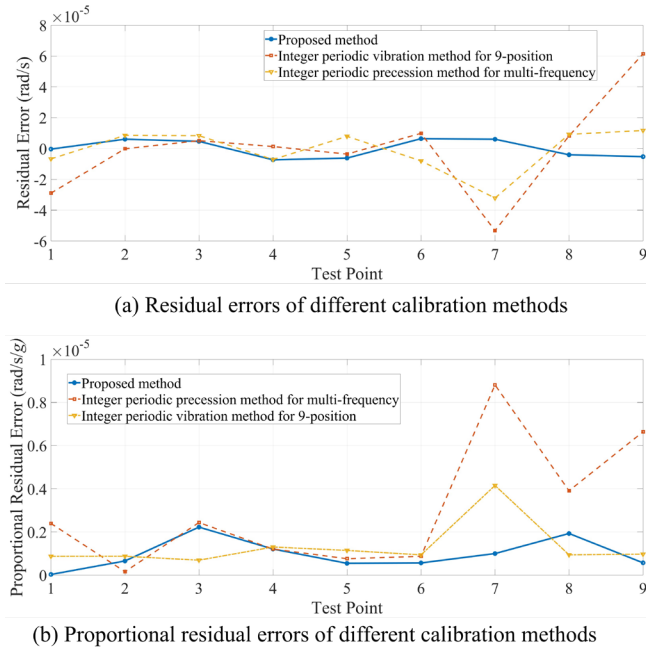 ×10⁻⁵
8
6
4
2
0
-2
-4
-6
Residual Error (rad/s)
Proposed method
Integer periodic vibration method for 9-position
Integer periodic precession method for multi-frequency
1 2 3 4 5 6 7 8 9
Test Point
(a) Residual errors of different calibration methods
×10⁻⁵
1
0.8
0.6
0.4
0.2
0
Proportional Residual Error (rad/s/g)
Proposed method
Integer periodic precession method for multi-frequency
Integer periodic vibration method for 9-position
1 2 3 4 5 6 7 8 9
Test Point
(b) Proportional residual errors of different calibration methods